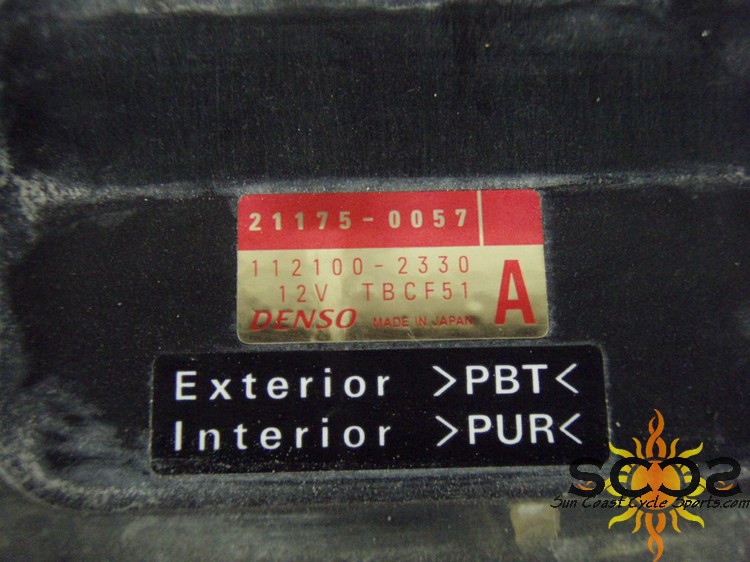 21175-0057
112100-2330
12V TBCF51
A
DENSO MADE IN JAPAN
Exterior >PBT<
Interior >PUR<
SCCS
Sun Coast Cycle Sports.com